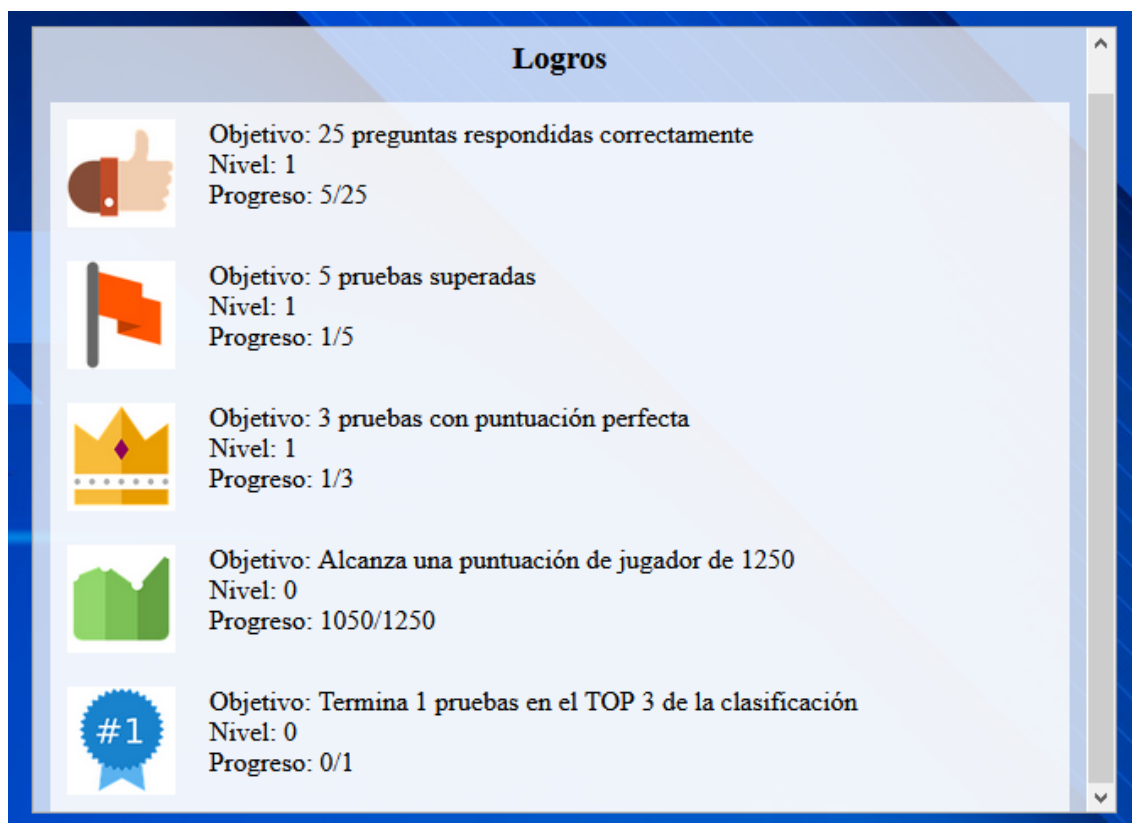 Logros
Objetivo: 25 preguntas respondidas correctamente
Nivel: 1
Progreso: 5/25
Objetivo: 5 pruebas superadas
Nivel: 1
Progreso: 1/5
Objetivo: 3 pruebas con puntuación perfecta
Nivel: 1
Progreso: 1/3
Objetivo: Alcanza una puntuación de jugador de 1250
Nivel: 0
Progreso: 1050/1250
#1
Objetivo: Termina 1 pruebas en el TOP 3 de la clasificación
Nivel: 0
Progreso: 0/1